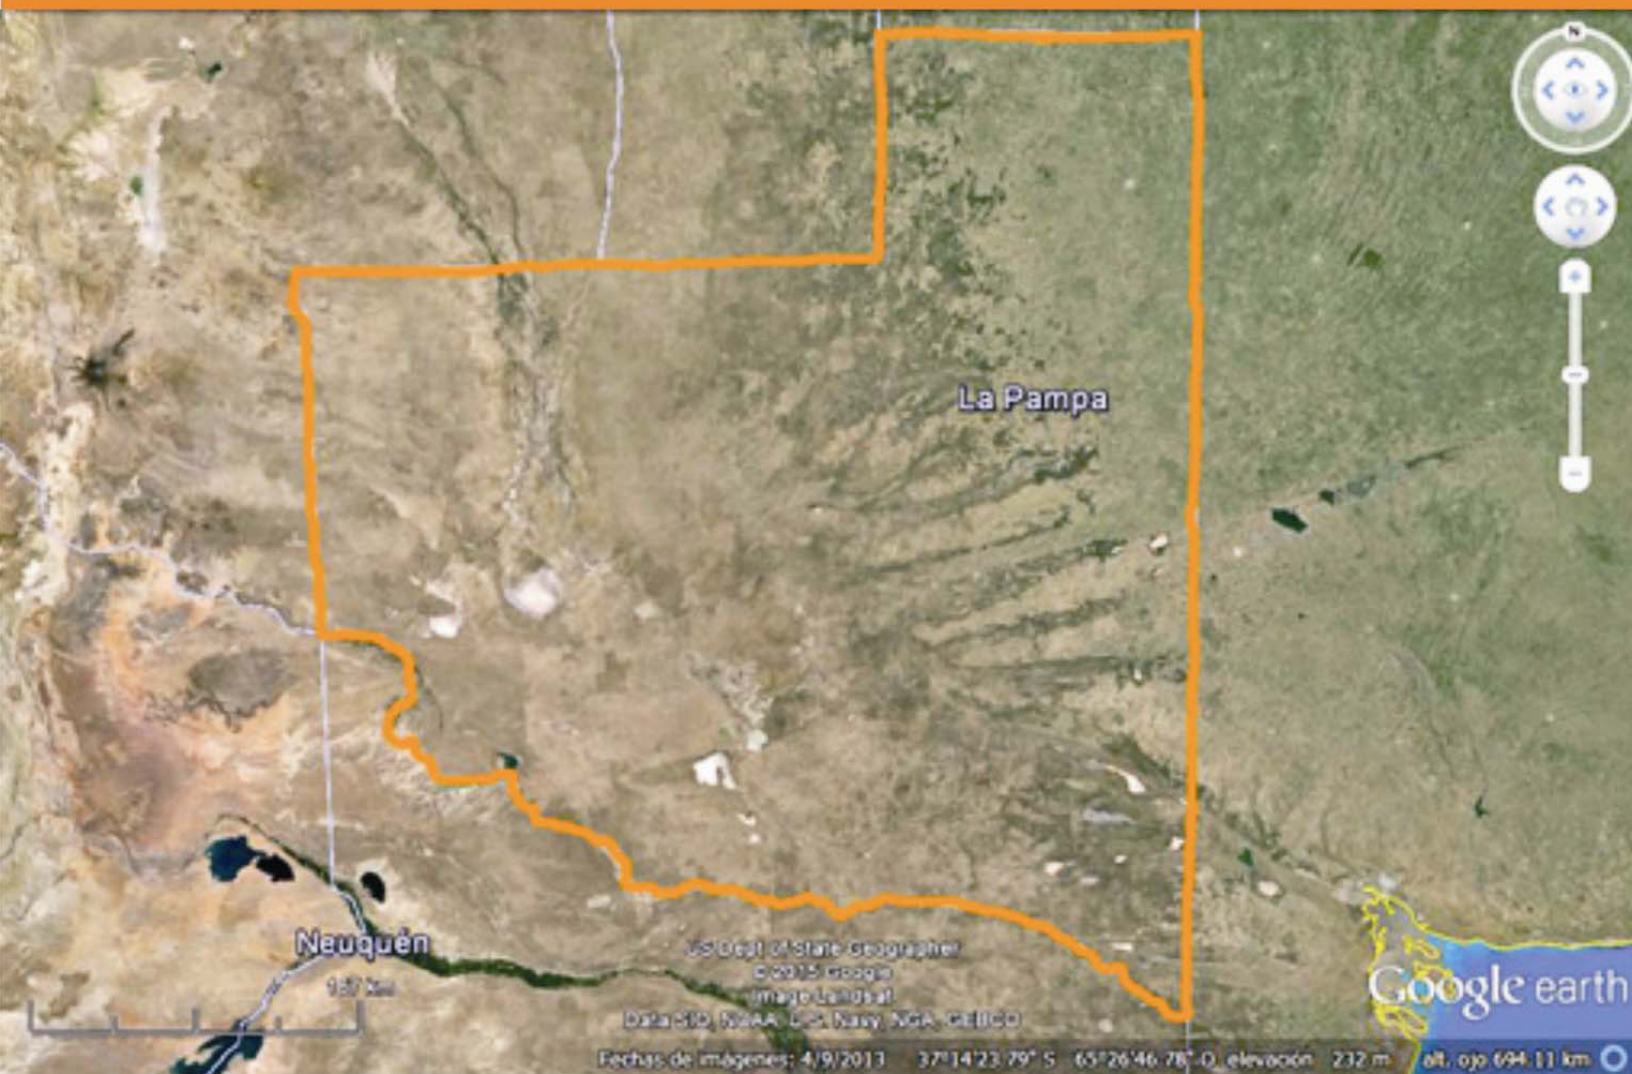 N
La Pampa
Neuquén
167 km
US Dept of State Geographer
© 2015 Google
Image Landsat
Data SIO, NOAA, U.S. Navy, NGA, GEBCO
Google earth
Fechas de imágenes: 4/9/2013 37°14'23.79" S 65°26'46.78" O elevación 232 m alt. ojo 694.11 km